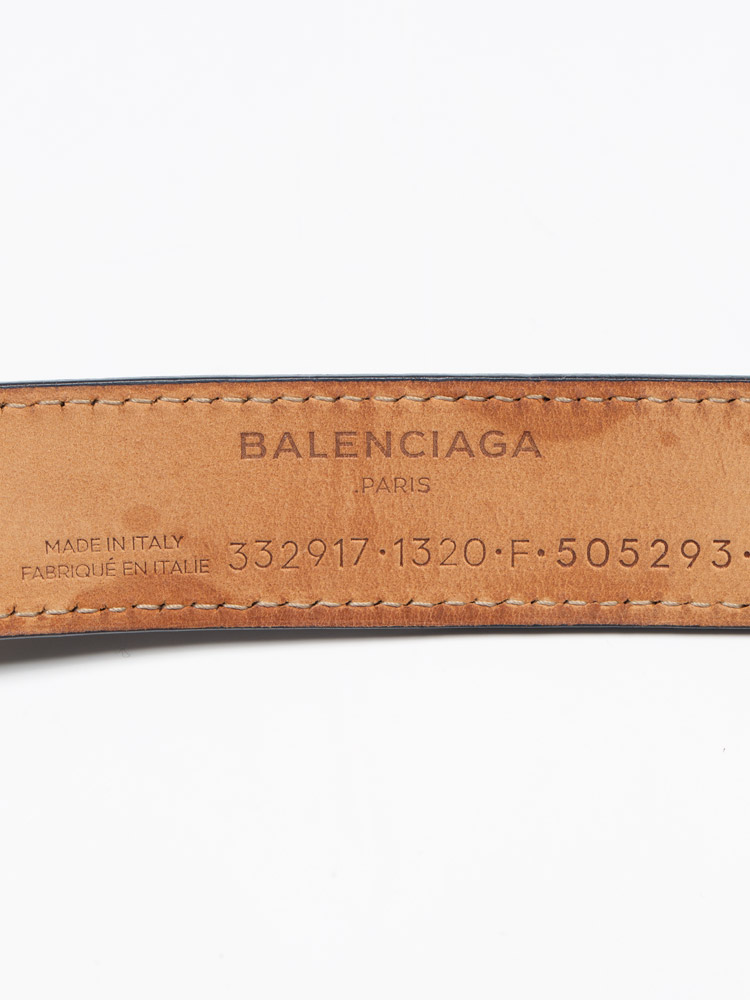 BALENCIAGA
.PARIS
MADE IN ITALY
FABRIQUÉ EN ITALIE
332917·1320·F·505293·